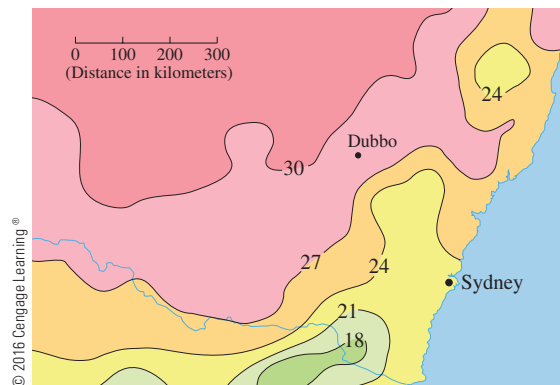 0 100 200 300
(Distance in kilometers)
24
Dubbo
30
27
24
Sydney
21
18
© 2016 Cengage Learning ®